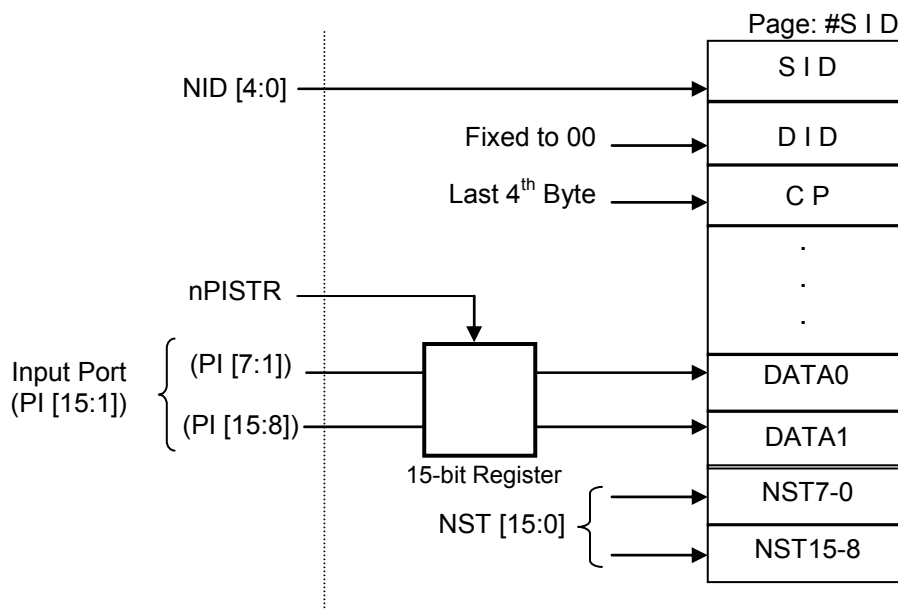 Page: #S I D
S I D
NID [4:0]
D I D
Fixed to 00
C P
Last 4th Byte
.
.
.
nPISTR
Input Port
(PI [15:1])
(PI [7:1])
(PI [15:8])
15-bit Register
DATA0
DATA1
NST [15:0]
NST7-0
NST15-8